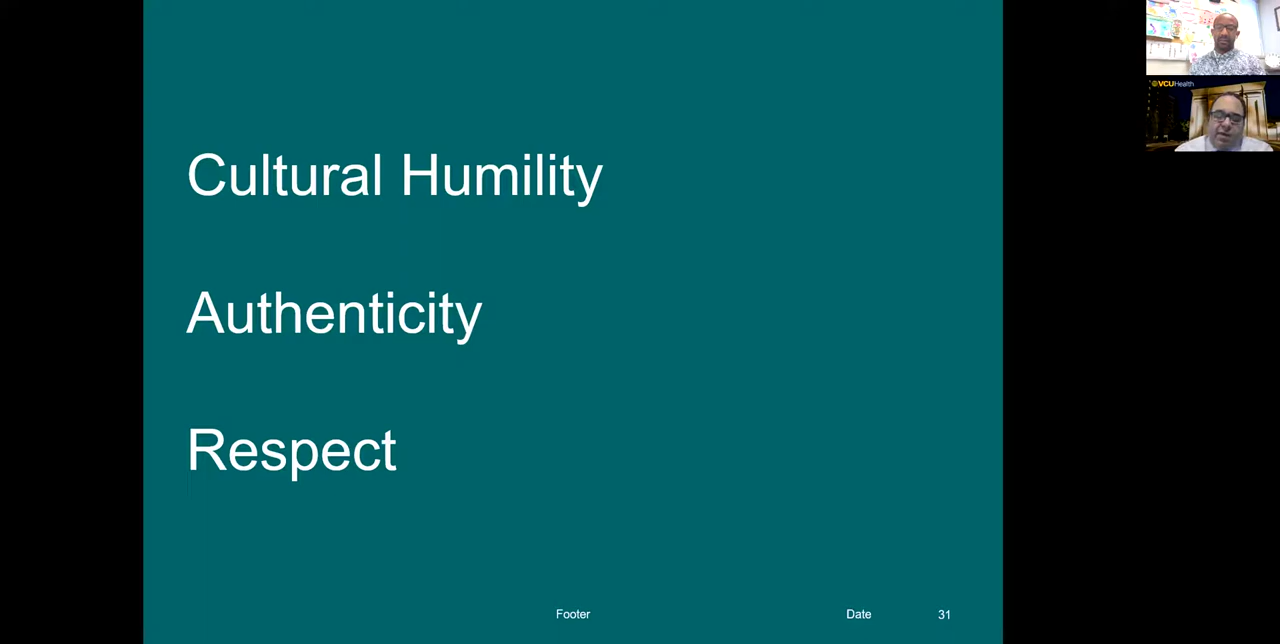 Cultural Humility
Authenticity
Respect
Footer
Date
31
VCUHealth